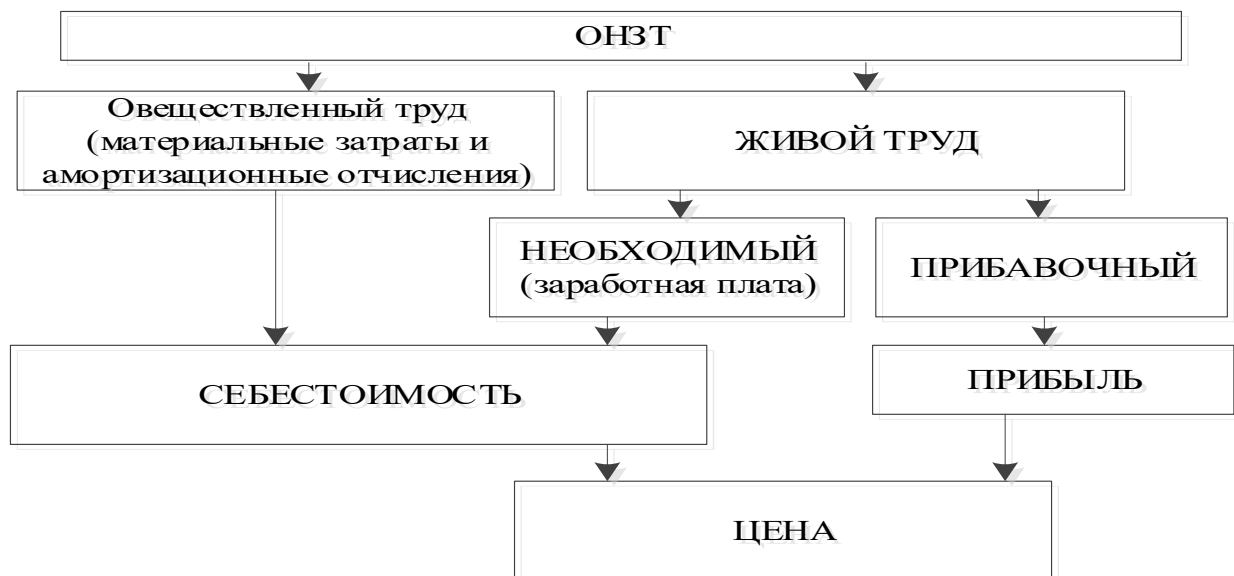 ОНЗТ
Овеществленный труд
(материальные затраты и
амортизационные отчисления)
ЖИВОЙ ТРУД
НЕОБХОДИМЫЙ
(заработная плата)
ПРИБАВОЧНЫЙ
СЕБЕСТОИМОСТЬ
ПРИБЫЛЬ
ЦЕНА